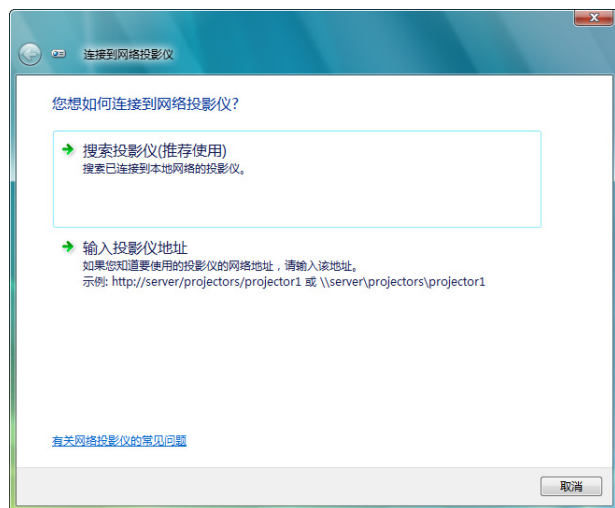 连接到网络投影仪
您想如何连接到网络投影仪?
搜索投影仪(推荐使用)
搜索已连接到本地网络的投影仪。
输入投影仪地址
如果您知道要使用的投影仪的网络地址，请输入该地址。
示例: http://server/projectors/projector1 或 \\server\projectors\projector1
有关网络投影仪的常见问题
取消